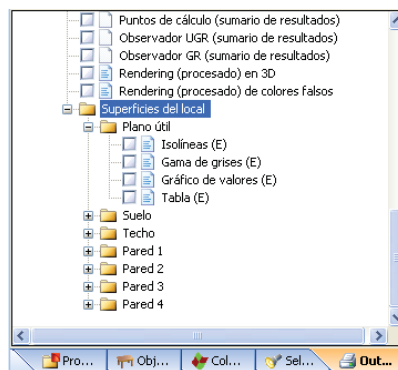 Puntos de cálculo (sumario de resultados)
Observador UGR (sumario de resultados)
Observador GR (sumario de resultados)
Rendering (procesado) en 3D
Rendering (procesado) de colores falsos
Superficies del local
Plano útil
Isolíneas (E)
Gama de grises (E)
Gráfico de valores (E)
Tabla (E)
Suelo
Techo
Pared 1
Pared 2
Pared 3
Pared 4
Pro... Obj... Col... Sel... Out...